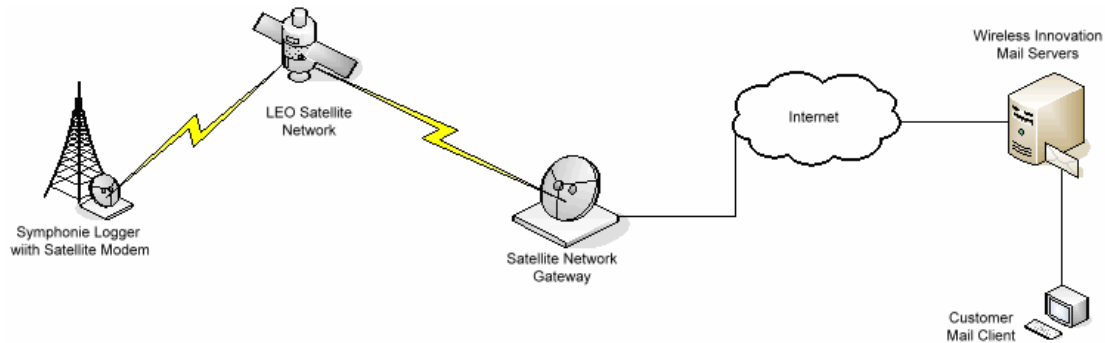 Wireless Innovation
Mail Servers
LEO Satellite
Network
Internet
Symphonie Logger
wiith Satellite Modem
Satellite Network
Gateway
Customer
Mail Client